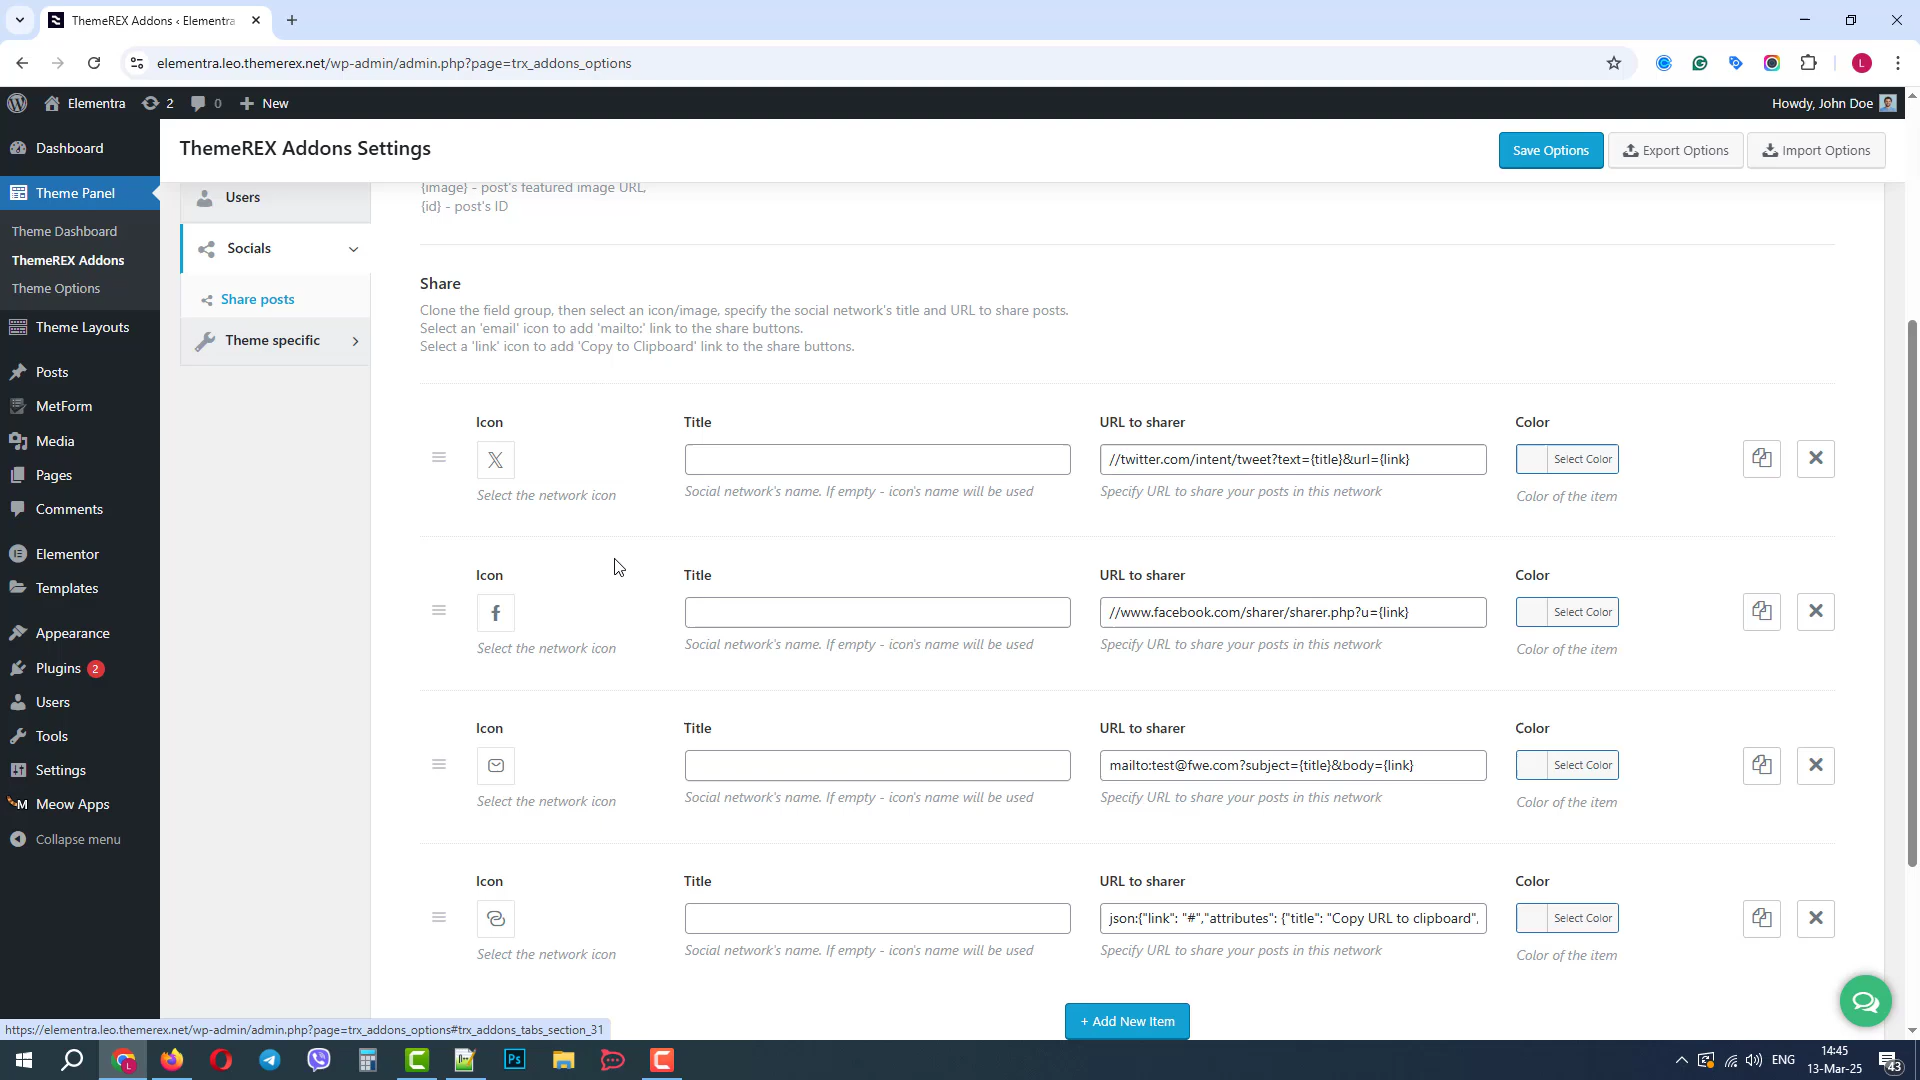 ThemeREX Addons ‹ Elementra
elementra.leo.themerex.net/wp-admin/admin.php?page=trx_addons_options
L
Elementra
2
0
New
Howdy, John Doe
Dashboard
Theme Panel
Theme Dashboard
ThemeREX Addons
Theme Options
Theme Layouts
Posts
MetForm
Media
Pages
Comments
Elementor
Templates
Appearance
Plugins 2
Users
Tools
Settings
Meow Apps
Collapse menu
ThemeREX Addons Settings
Save Options
Export Options
Import Options
Users
Socials
Share posts
Theme specific
{image} - post's featured image URL,
{id} - post's ID
Share
Clone the field group, then select an icon/image, specify the social network's title and URL to share posts.
Select an 'email' icon to add 'mailto:' link to the share buttons.
Select a 'link' icon to add 'Copy to Clipboard' link to the share buttons.
Icon Title URL to sharer Color
//twitter.com/intent/tweet?text={title}&url={link} Select Color
Select the network icon Social network's name. If empty - icon's name will be used Specify URL to share your posts in this network Color of the item
Icon Title URL to sharer Color
//www.facebook.com/sharer/sharer.php?u={link} Select Color
Select the network icon Social network's name. If empty - icon's name will be used Specify URL to share your posts in this network Color of the item
Icon Title URL to sharer Color
mailto:test@fwe.com?subject={title}&body={link} Select Color
Select the network icon Social network's name. If empty - icon's name will be used Specify URL to share your posts in this network Color of the item
Icon Title URL to sharer Color
json:{"link": "#","attributes": {"title": "Copy URL to clipboard", Select Color
Select the network icon Social network's name. If empty - icon's name will be used Specify URL to share your posts in this network Color of the item
+ Add New Item
https://elementra.leo.themerex.net/wp-admin/admin.php?page=trx_addons_options#trx_addons_tabs_section_31
L
Ps
ENG
14:45
13-Mar-25
43